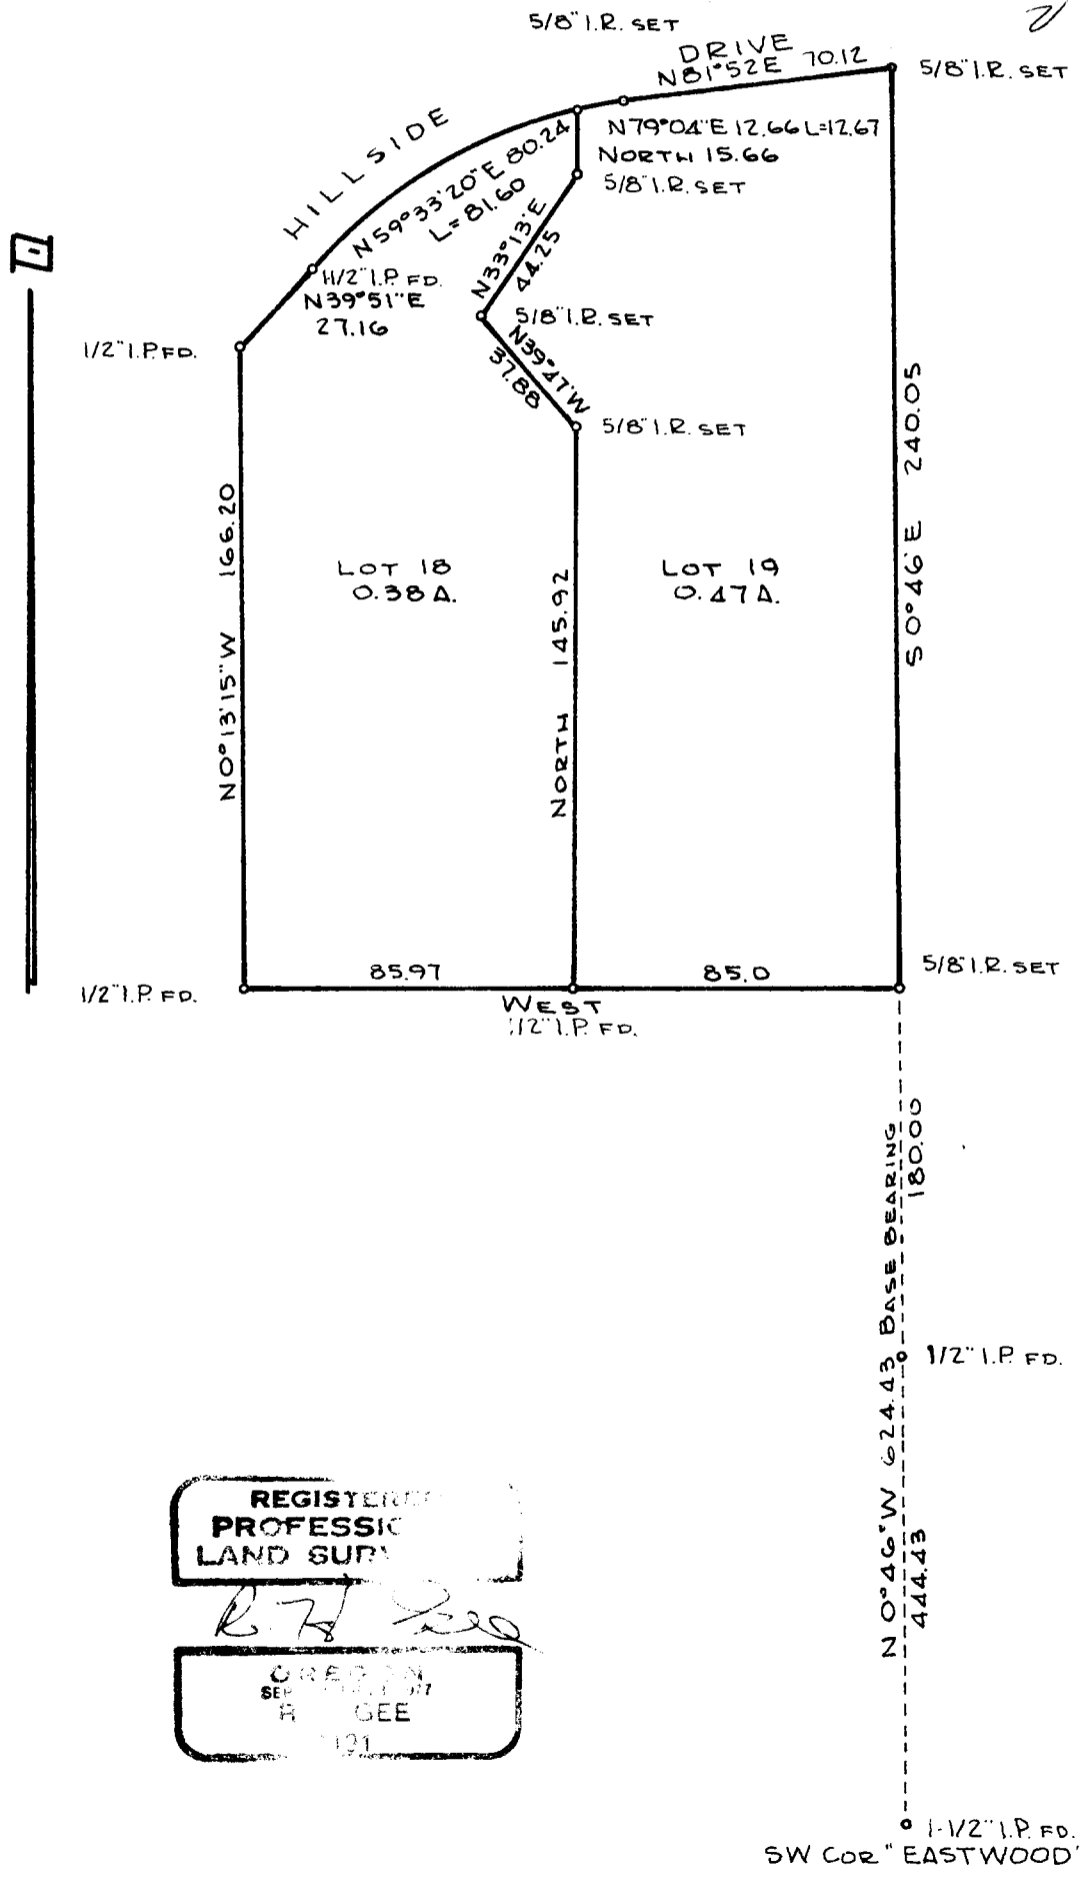 5/8" I.R. SET
DRIVE
N81°52E 70.12
5/8" I.R. SET
HILLSIDE
N59°33'20"E 80.24
L=81.60
N79°04"E 12.66 L=12.67
NORTH 15.66
5/8" I.R. SET
N33°13'E
44.25
1/2" I.P. FD.
N39°51"E
27.16
5/8" I.R. SET
N39°47'W
37.88
1/2" I.P. FD.
5/8" I.R. SET
N0°13'15"W 166.20
LOT 18
0.38 A.
NORTH 145.92
LOT 19
0.47 A.
S0°46'E 240.05
1/2" I.P. FD.
85.97
85.0
WEST
1/2" I.P. FD.
5/8" I.R. SET
N 0°46'W 624.43 BASE BEARING
180.00
1/2" I.P. FD.
444.43
REGISTERE
PROFESSIO
LAND SURV
OREGON
GEE
1-1/2" I.P. FD.
SW COR "EASTWOOD"